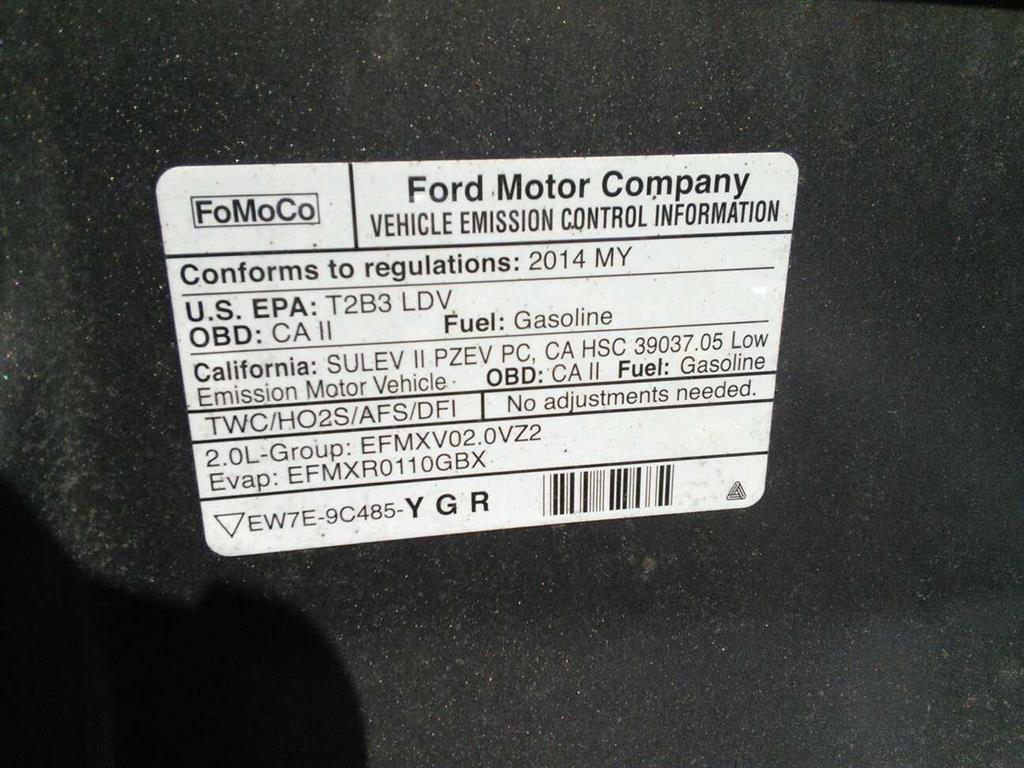 FoMoCo
Ford Motor Company
VEHICLE EMISSION CONTROL INFORMATION
Conforms to regulations: 2014 MY
U.S. EPA: T2B3 LDV
OBD: CA II Fuel: Gasoline
California: SULEV II PZEV PC, CA HSC 39037.05 Low
Emission Motor Vehicle OBD: CA II Fuel: Gasoline
TWC/HO2S/AFS/DFI No adjustments needed.
2.0L-Group: EFMXV02.0VZ2
Evap: EFMXR0110GBX
EW7E-9C485-Y G R